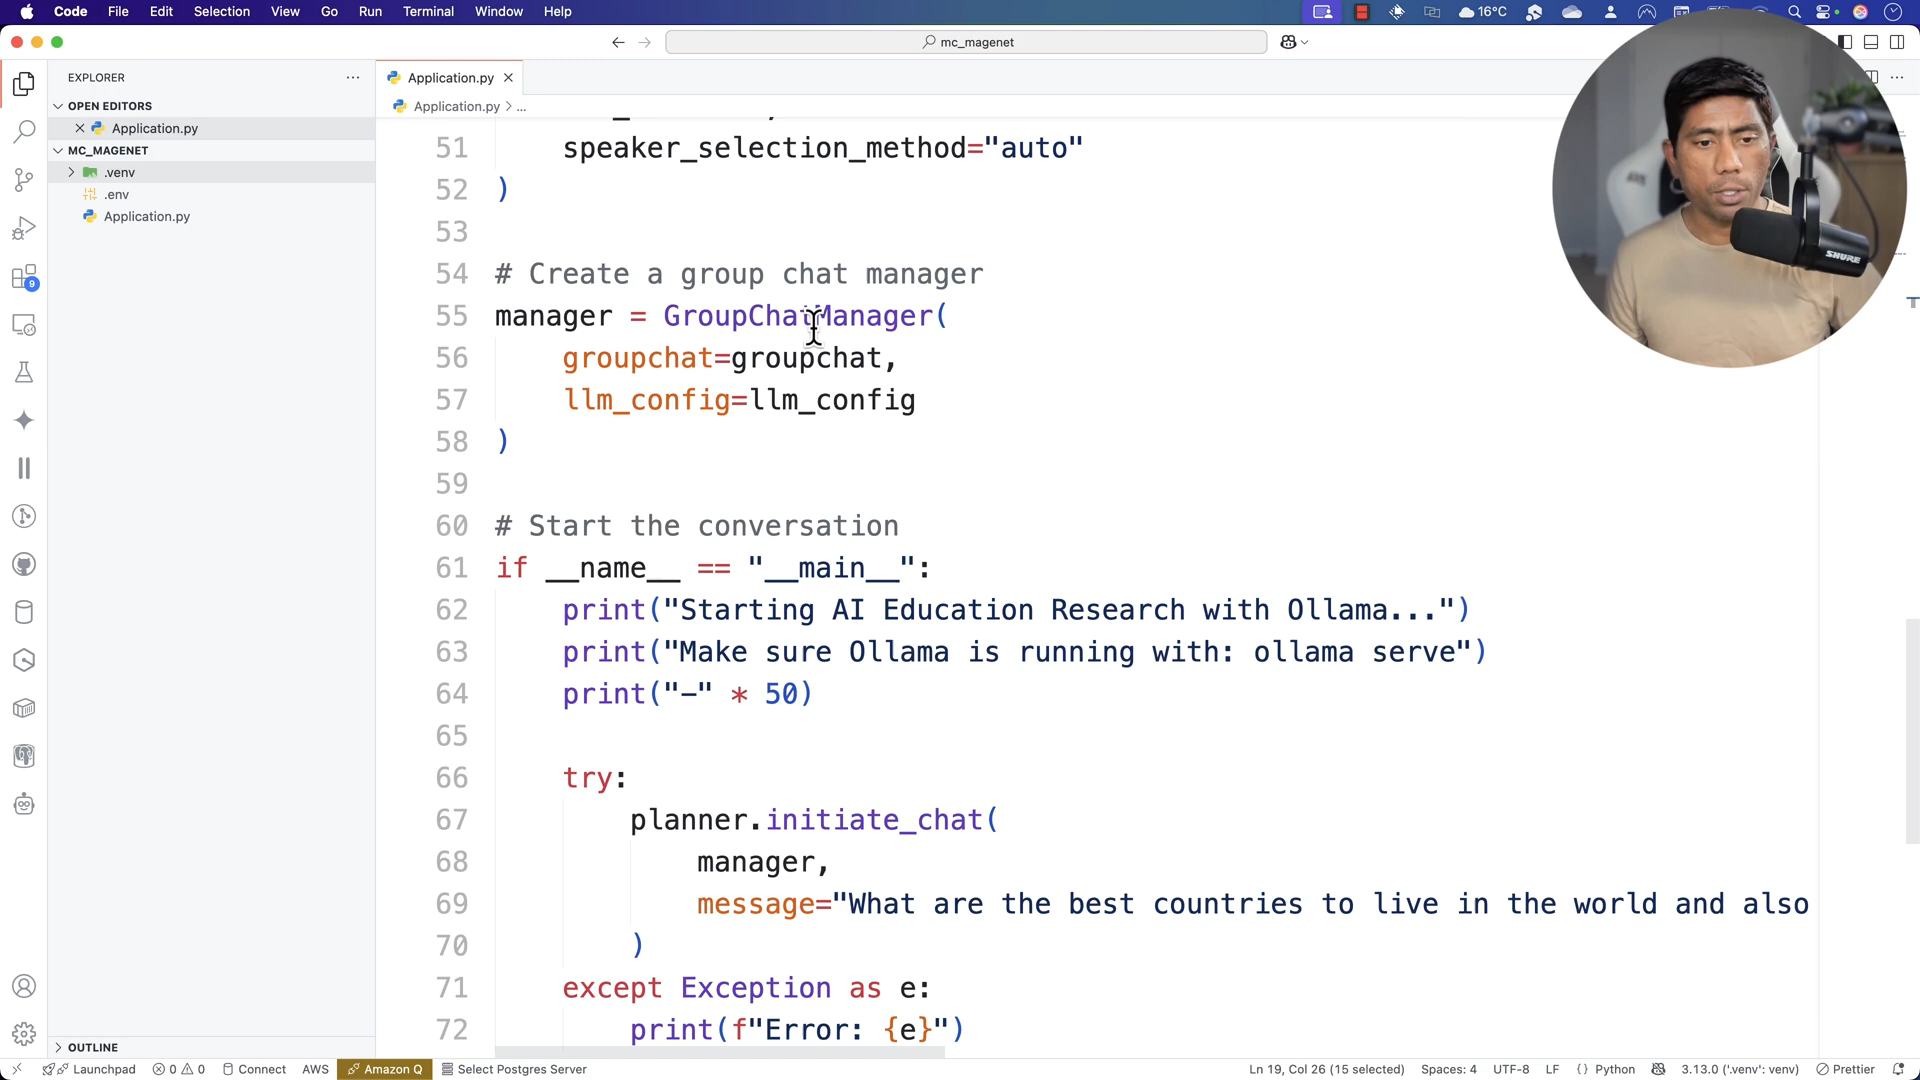 Code File Edit Selection View Go Run Terminal Window Help 16°C
mc_magenet
EXPLORER
OPEN EDITORS
Application.py
MC_MAGENET
.venv
.env
Application.py
OUTLINE
Application.py
Application.py > ...
51 speaker_selection_method="auto"
52 )
53
54 # Create a group chat manager
55 manager = GroupChatManager(
56 groupchat=groupchat,
57 llm_config=llm_config
58 )
59
60 # Start the conversation
61 if __name__ == "__main__":
62 print("Starting AI Education Research with Ollama...")
63 print("Make sure Ollama is running with: ollama serve")
64 print("-" * 50)
65
66 try:
67 planner.initiate_chat(
68 manager,
69 message="What are the best countries to live in the world and also
70 )
71 except Exception as e:
72 print(f"Error: {e}")
9
SHURE
Launchpad 0 0 Connect AWS Amazon Q Select Postgres Server Ln 19, Col 26 (15 selected) Spaces: 4 UTF-8 LF {} Python 3.13.0 ('.venv': venv) Prettier